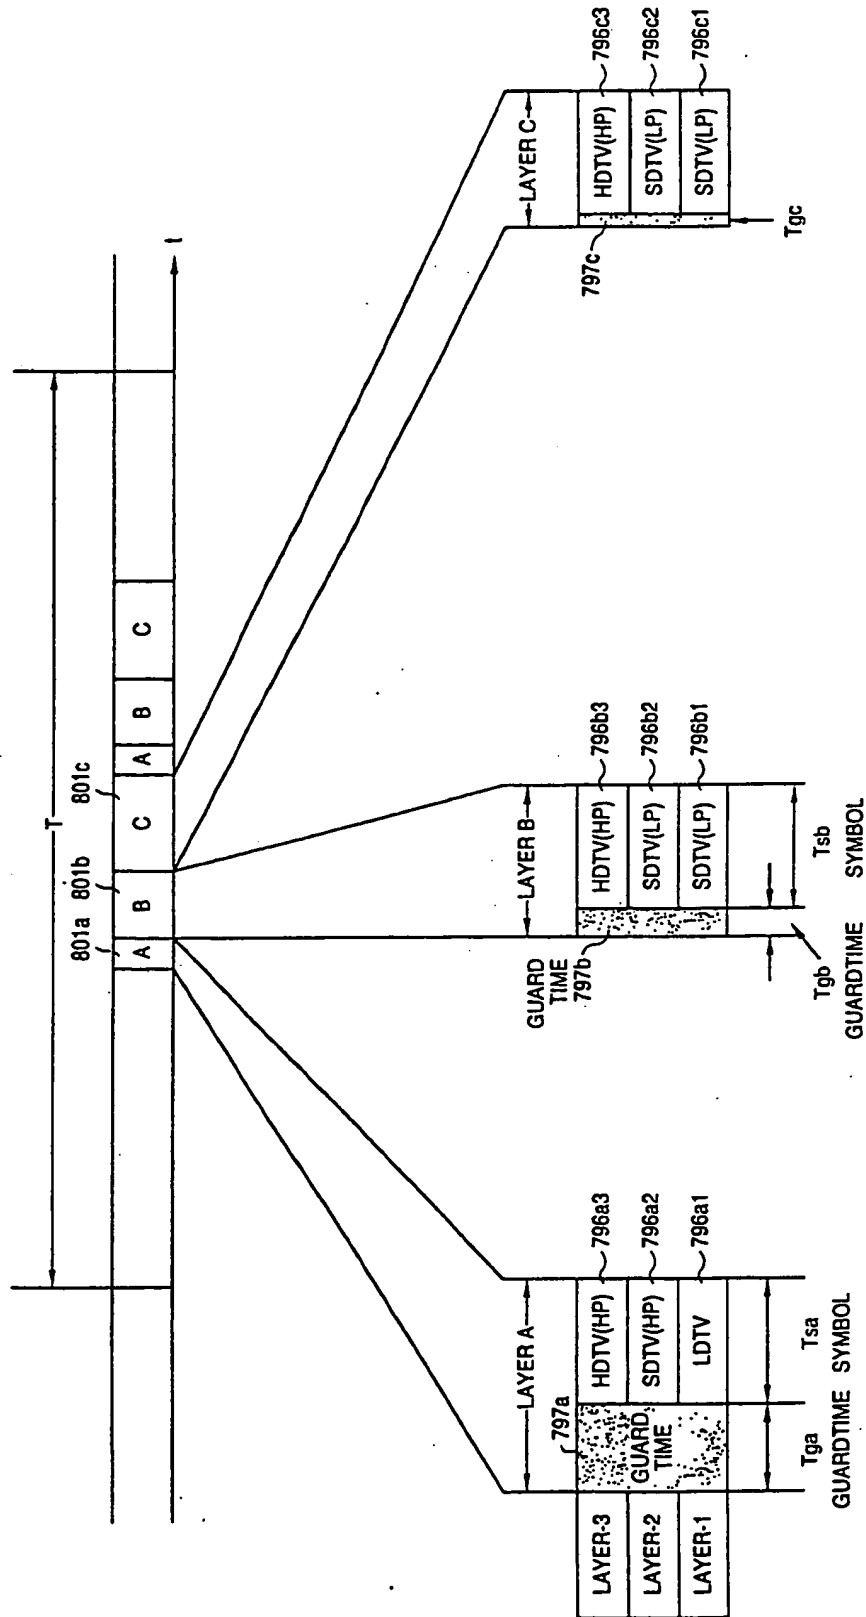 T
t
801a
801b
801c
A
B
C
A
B
C
LAYER A
LAYER B
LAYER C
797a
GUARD
TIME
LAYER-3
LAYER-2
LAYER-1
HDTV(HP)
SDTV(HP)
LDTV
796a3
796a2
796a1
Tga
GUARDTIME
Tsa
SYMBOL
GUARD
TIME
797b
HDTV(HP)
SDTV(LP)
SDTV(LP)
796b3
796b2
796b1
Tgb
GUARDTIME
Tsb
SYMBOL
797c
HDTV(HP)
SDTV(LP)
SDTV(LP)
796c3
796c2
796c1
Tgc